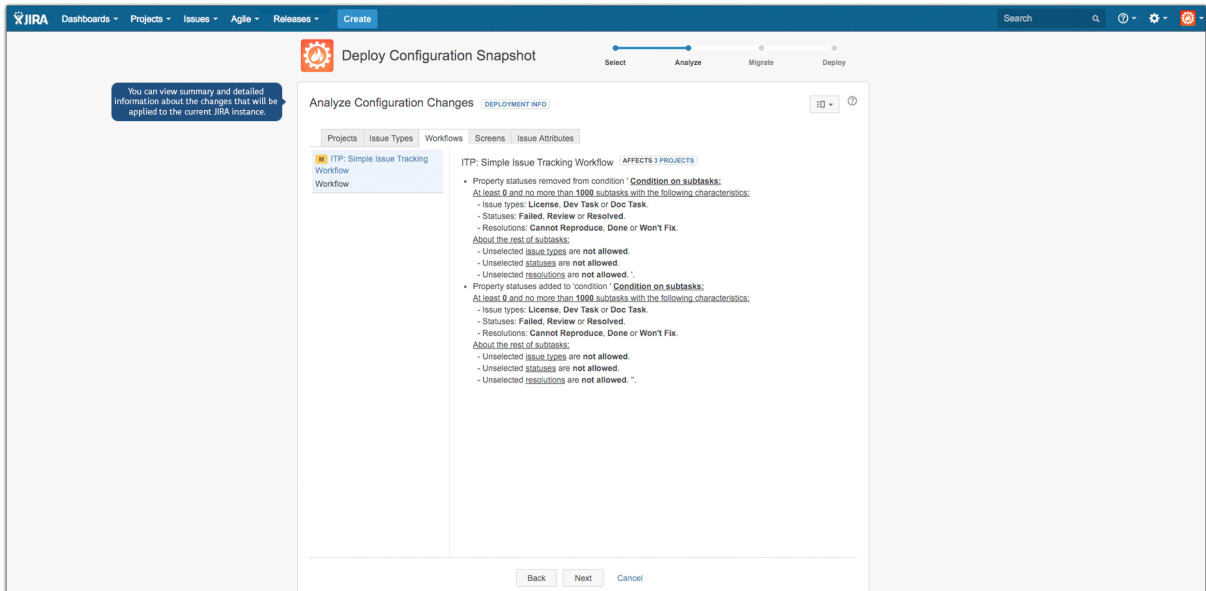 JIRA Dashboards Projects Issues Agile Releases Create Search
Deploy Configuration Snapshot
Select Analyze Migrate Deploy
You can view summary and detailed
information about the changes that will be
applied to the current JIRA instance.
Analyze Configuration Changes DEPLOYMENT INFO
Projects Issue Types Workflows Screens Issue Attributes
M ITP: Simple Issue Tracking
Workflow
Workflow
ITP: Simple Issue Tracking Workflow AFFECTS 3 PROJECTS
• Property statuses removed from condition ' Condition on subtasks:
At least 0 and no more than 1000 subtasks with the following characteristics:
- Issue types: License, Dev Task or Doc Task.
- Statuses: Failed, Review or Resolved.
- Resolutions: Cannot Reproduce, Done or Won't Fix.
About the rest of subtasks:
- Unselected issue types are not allowed.
- Unselected statuses are not allowed.
- Unselected resolutions are not allowed. '.
• Property statuses added to 'condition ' Condition on subtasks:
At least 0 and no more than 1000 subtasks with the following characteristics:
- Issue types: License, Dev Task or Doc Task.
- Statuses: Failed, Review or Resolved.
- Resolutions: Cannot Reproduce, Done or Won't Fix.
About the rest of subtasks:
- Unselected issue types are not allowed.
- Unselected statuses are not allowed.
- Unselected resolutions are not allowed. ''.
Back Next Cancel